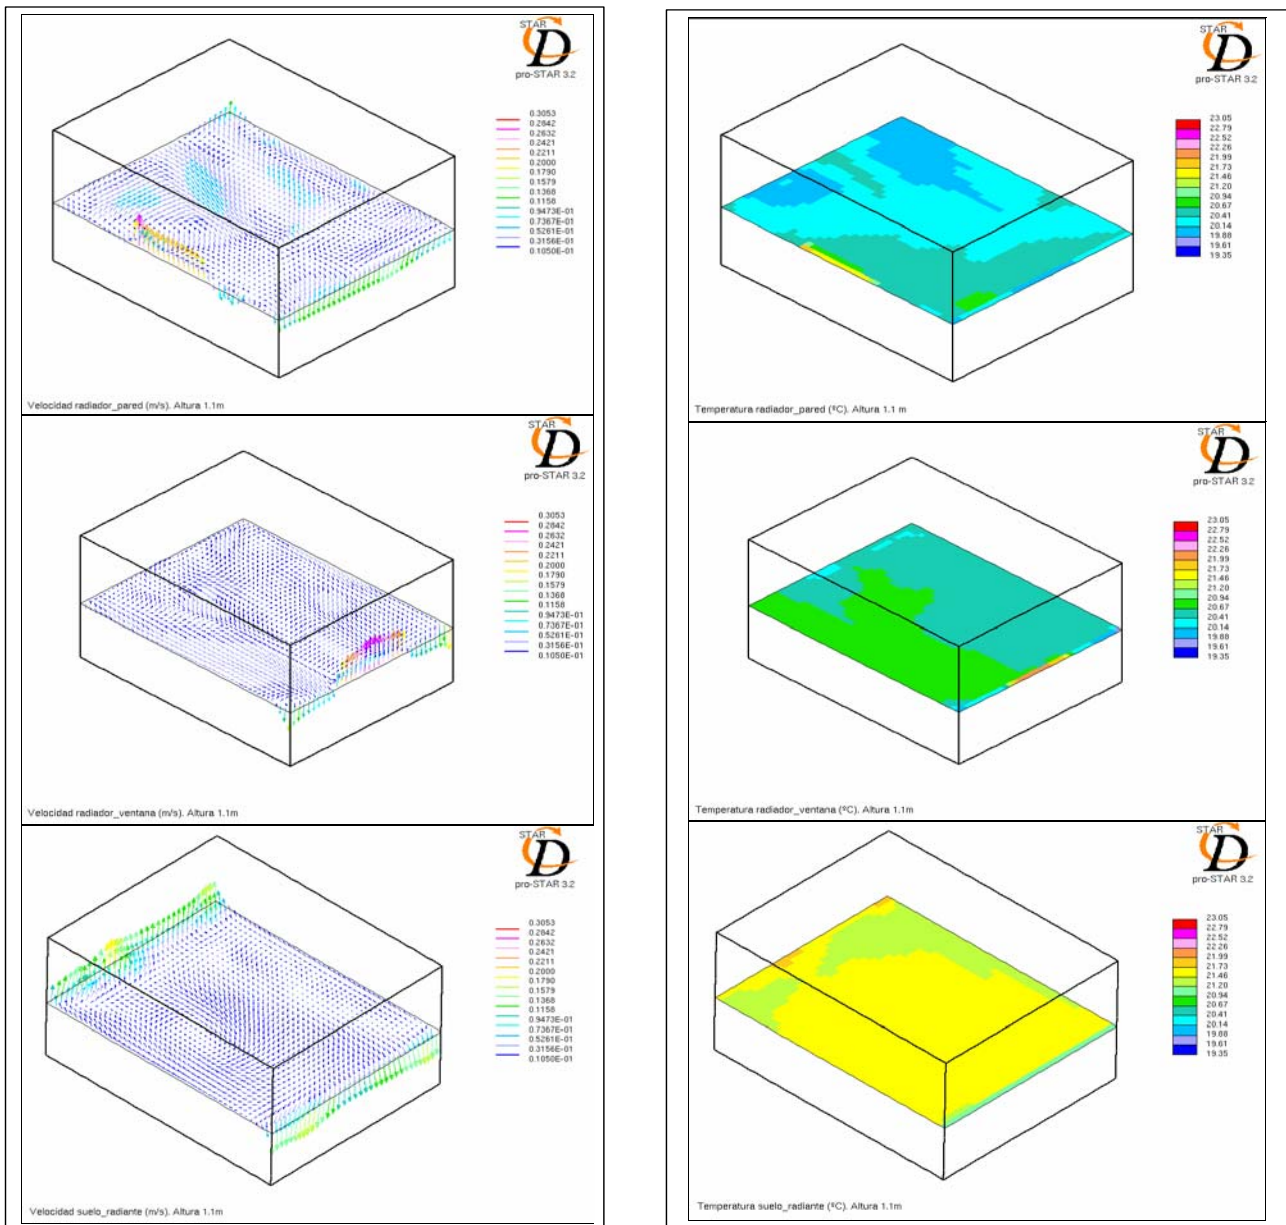 STAR
D
pro-STAR 3.2
0.3053
0.2842
0.2632
0.2421
0.2211
0.2000
0.1790
0.1579
0.1368
0.1158
0.9473E-01
0.7367E-01
0.5261E-01
0.3156E-01
0.1050E-01
Velocidad radiador_pared (m/s). Altura 1.1m
STAR
D
pro-STAR 3.2
23.05
22.79
22.52
22.26
21.99
21.73
21.46
21.20
20.94
20.67
20.41
20.14
19.88
19.61
19.35
Temperatura radiador_pared (ºC). Altura 1.1 m
STAR
D
pro-STAR 3.2
0.3053
0.2842
0.2632
0.2421
0.2211
0.2000
0.1790
0.1579
0.1368
0.1158
0.9473E-01
0.7367E-01
0.5261E-01
0.3156E-01
0.1050E-01
Velocidad radiador_ventana (m/s). Altura 1.1m
STAR
D
pro-STAR 3.2
23.05
22.79
22.52
22.26
21.99
21.73
21.46
21.20
20.94
20.67
20.41
20.14
19.88
19.61
19.35
Temperatura radiador_ventana (ºC). Altura 1.1m
STAR
D
pro-STAR 3.2
0.3053
0.2842
0.2632
0.2421
0.2211
0.2000
0.1790
0.1579
0.1368
0.1158
0.9473E-01
0.7367E-01
0.5261E-01
0.3156E-01
0.1050E-01
Velocidad suelo_radiante (m/s). Altura 1.1m
STAR
D
pro-STAR 3.2
23.05
22.79
22.52
22.26
21.99
21.73
21.46
21.20
20.94
20.67
20.41
20.14
19.88
19.61
19.35
Temperatura suelo_radiante (ºC). Altura 1.1m